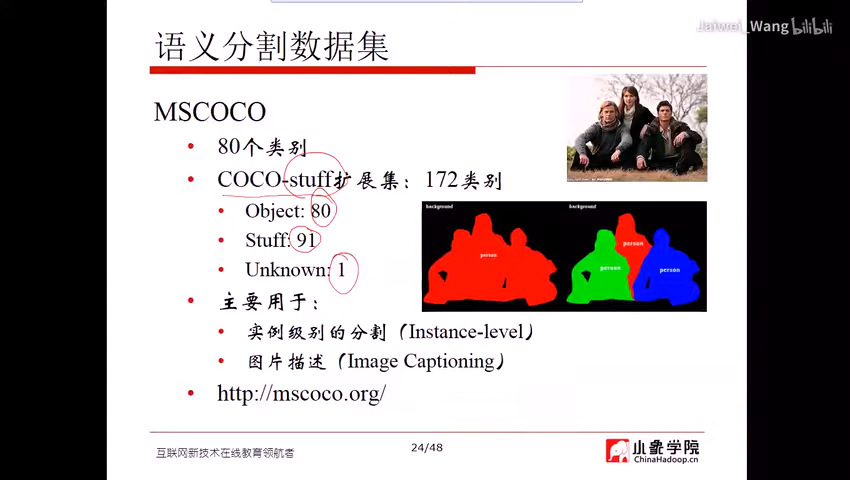 Jaiwei_Wang bilibili
语义分割数据集
MSCOCO
80个类别
COCO-stuff扩展集：172类别
Object: 80
Stuff: 91
Unknown: 1
主要用于：
实例级别的分割（Instance-level）
图片描述（Image Captioning）
http://mscoco.org/
background
person
background
person
person
person
互联网新技术在线教育领航者
24/48
小象学院
ChinaHadoop.cn